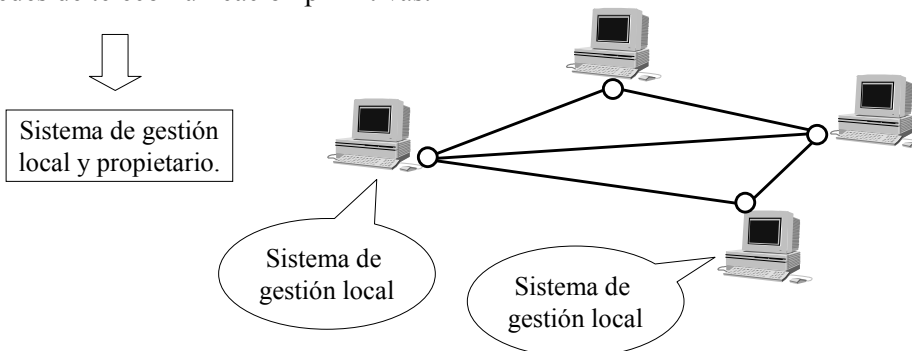 Sistema de gestión
local y propietario.
Sistema de
gestión local
Sistema de
gestión local